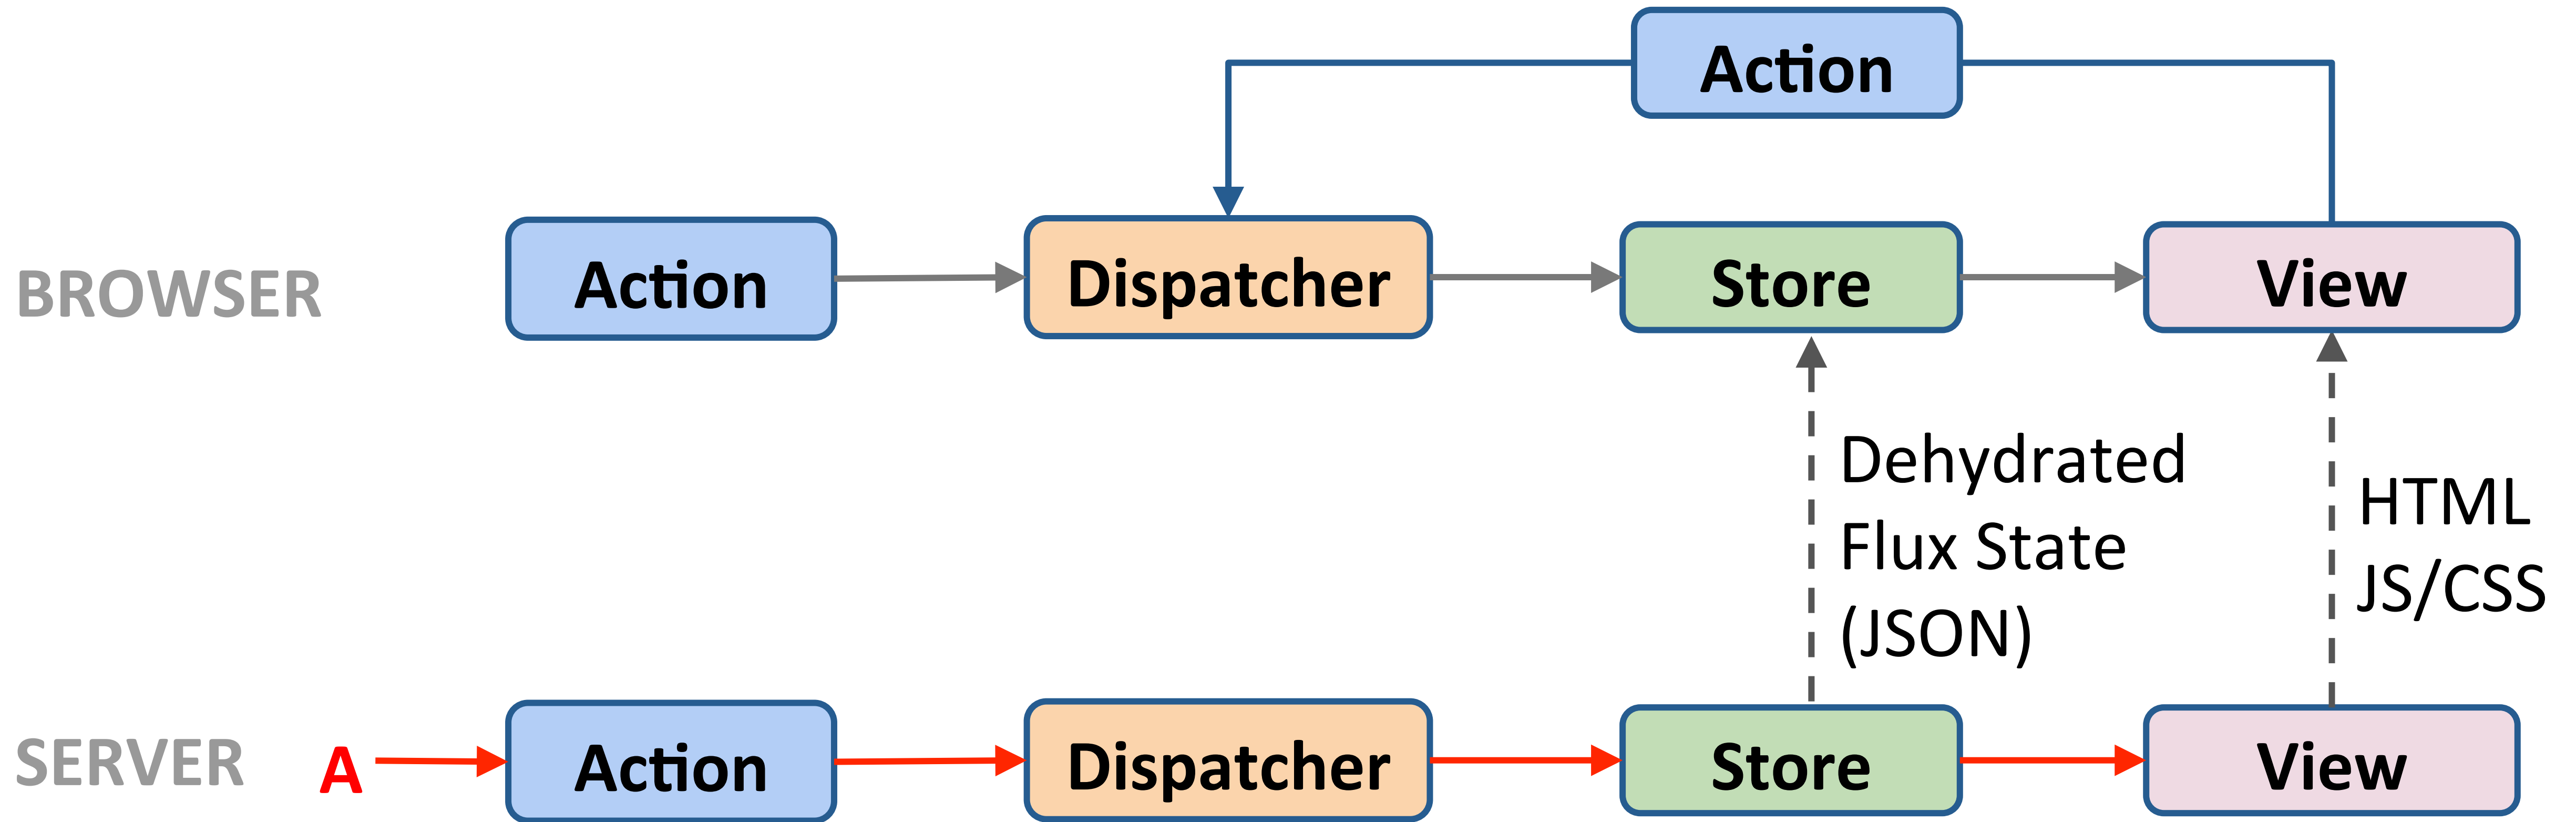 Action
BROWSER
Action
Dispatcher
Store
View
Dehydrated
Flux State
(JSON)
HTML
JS/CSS
SERVER
A
Action
Dispatcher
Store
View